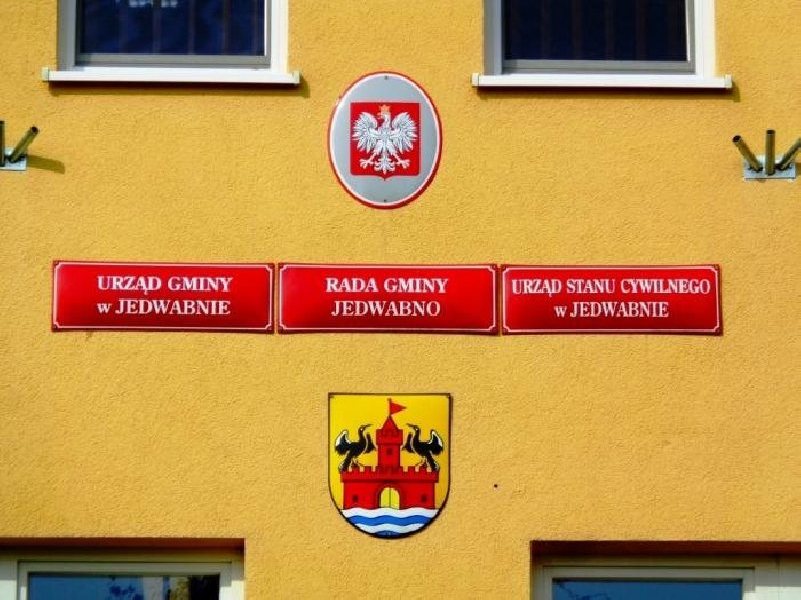 URZĄD GMINY
w JEDWABNIE
RADA GMINY
JEDWABNO
URZĄD STANU CYWILNEGO
w JEDWABNIE